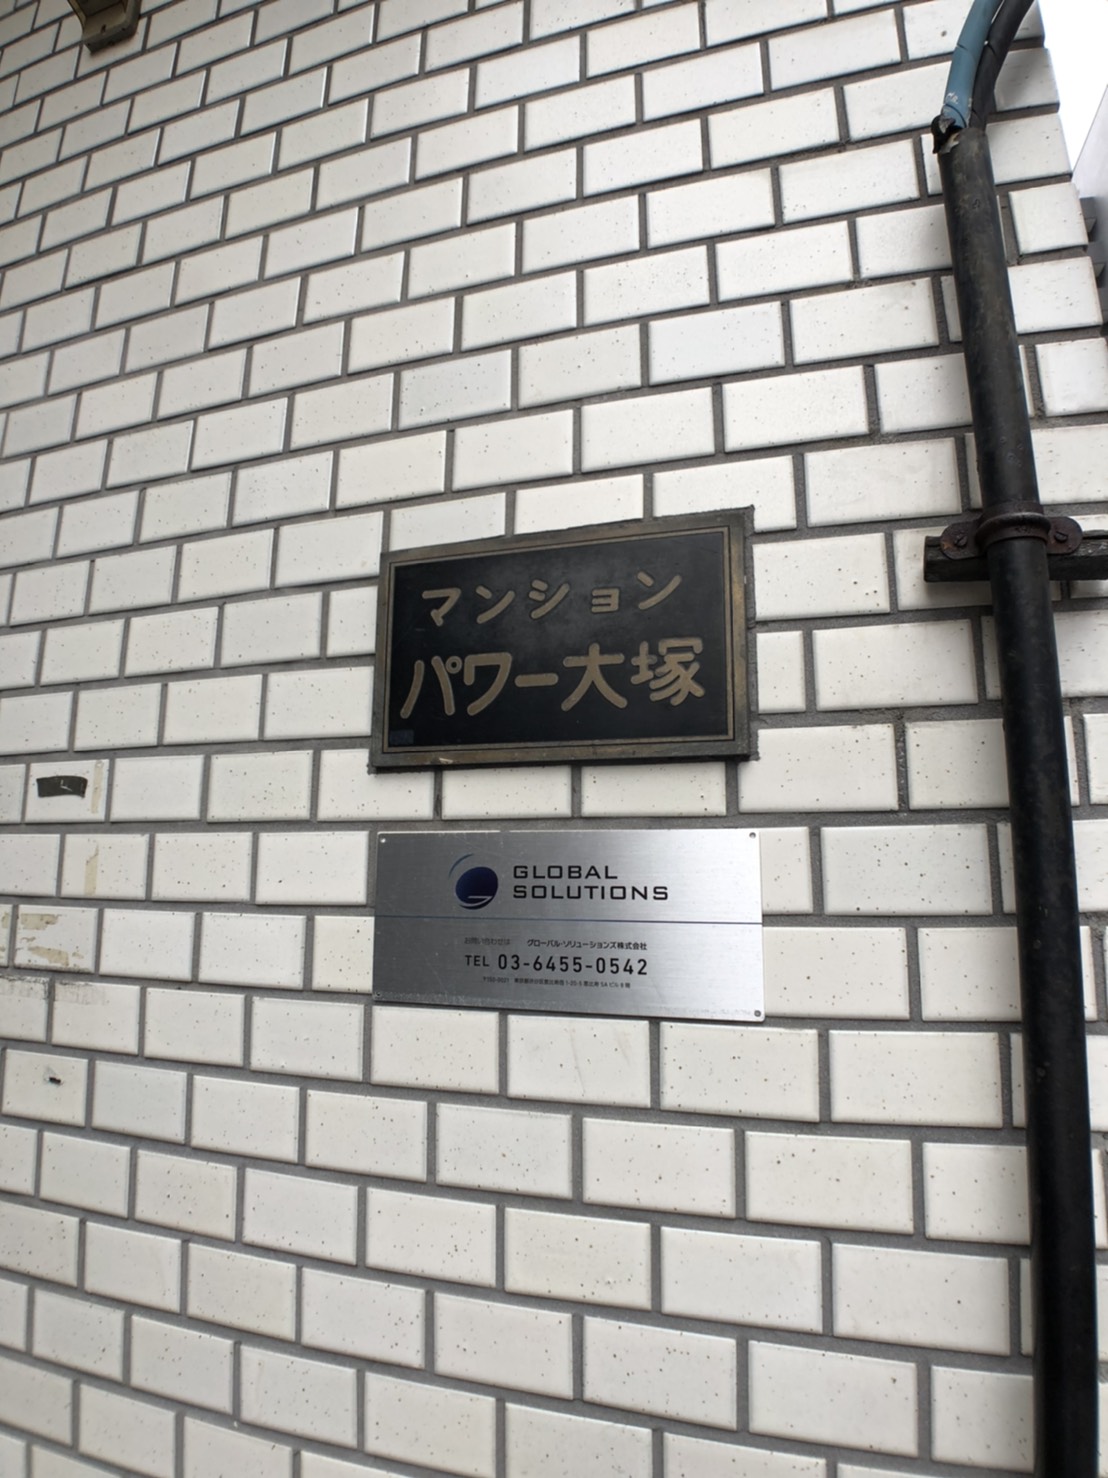 マンション
パワー大塚
GLOBAL
SOLUTIONS
お問い合わせは グローバル・ソリューションズ株式会社
TEL 03-6455-0542